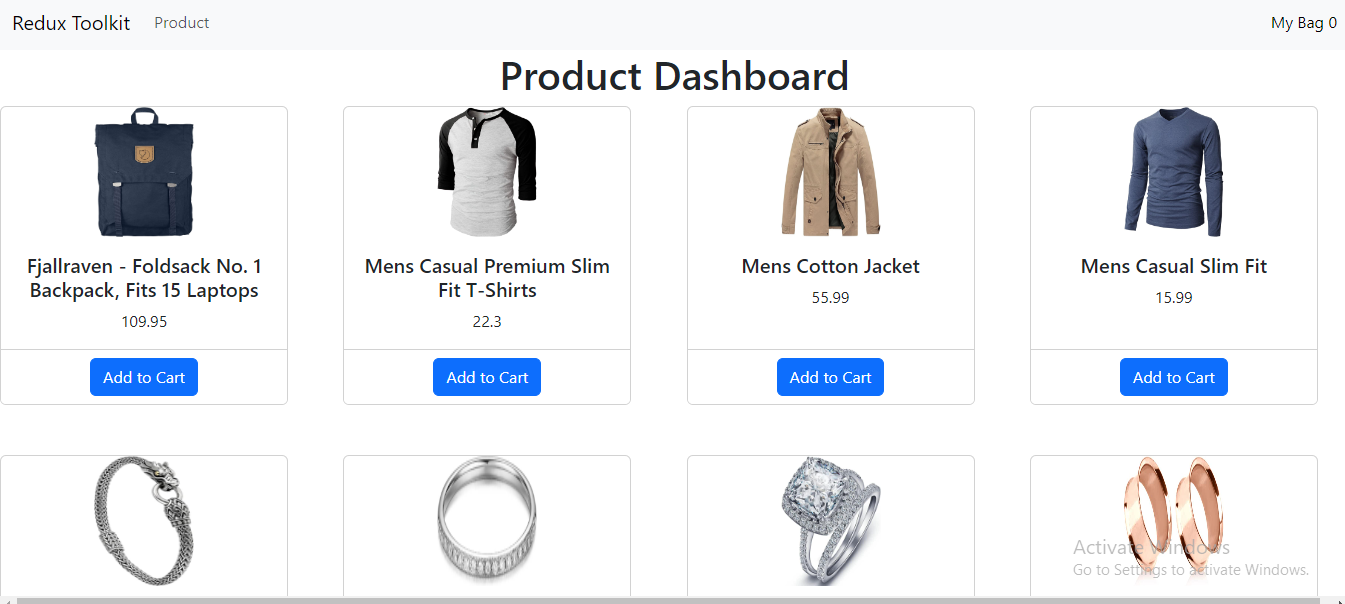 Redux Toolkit Product My Bag 0
Product Dashboard
Fjallraven - Foldsack No. 1
Backpack, Fits 15 Laptops
109.95
Add to Cart
Mens Casual Premium Slim
Fit T-Shirts
22.3
Add to Cart
Mens Cotton Jacket
55.99
Add to Cart
Mens Casual Slim Fit
15.99
Add to Cart
Activate Windows
Go to Settings to activate Windows.